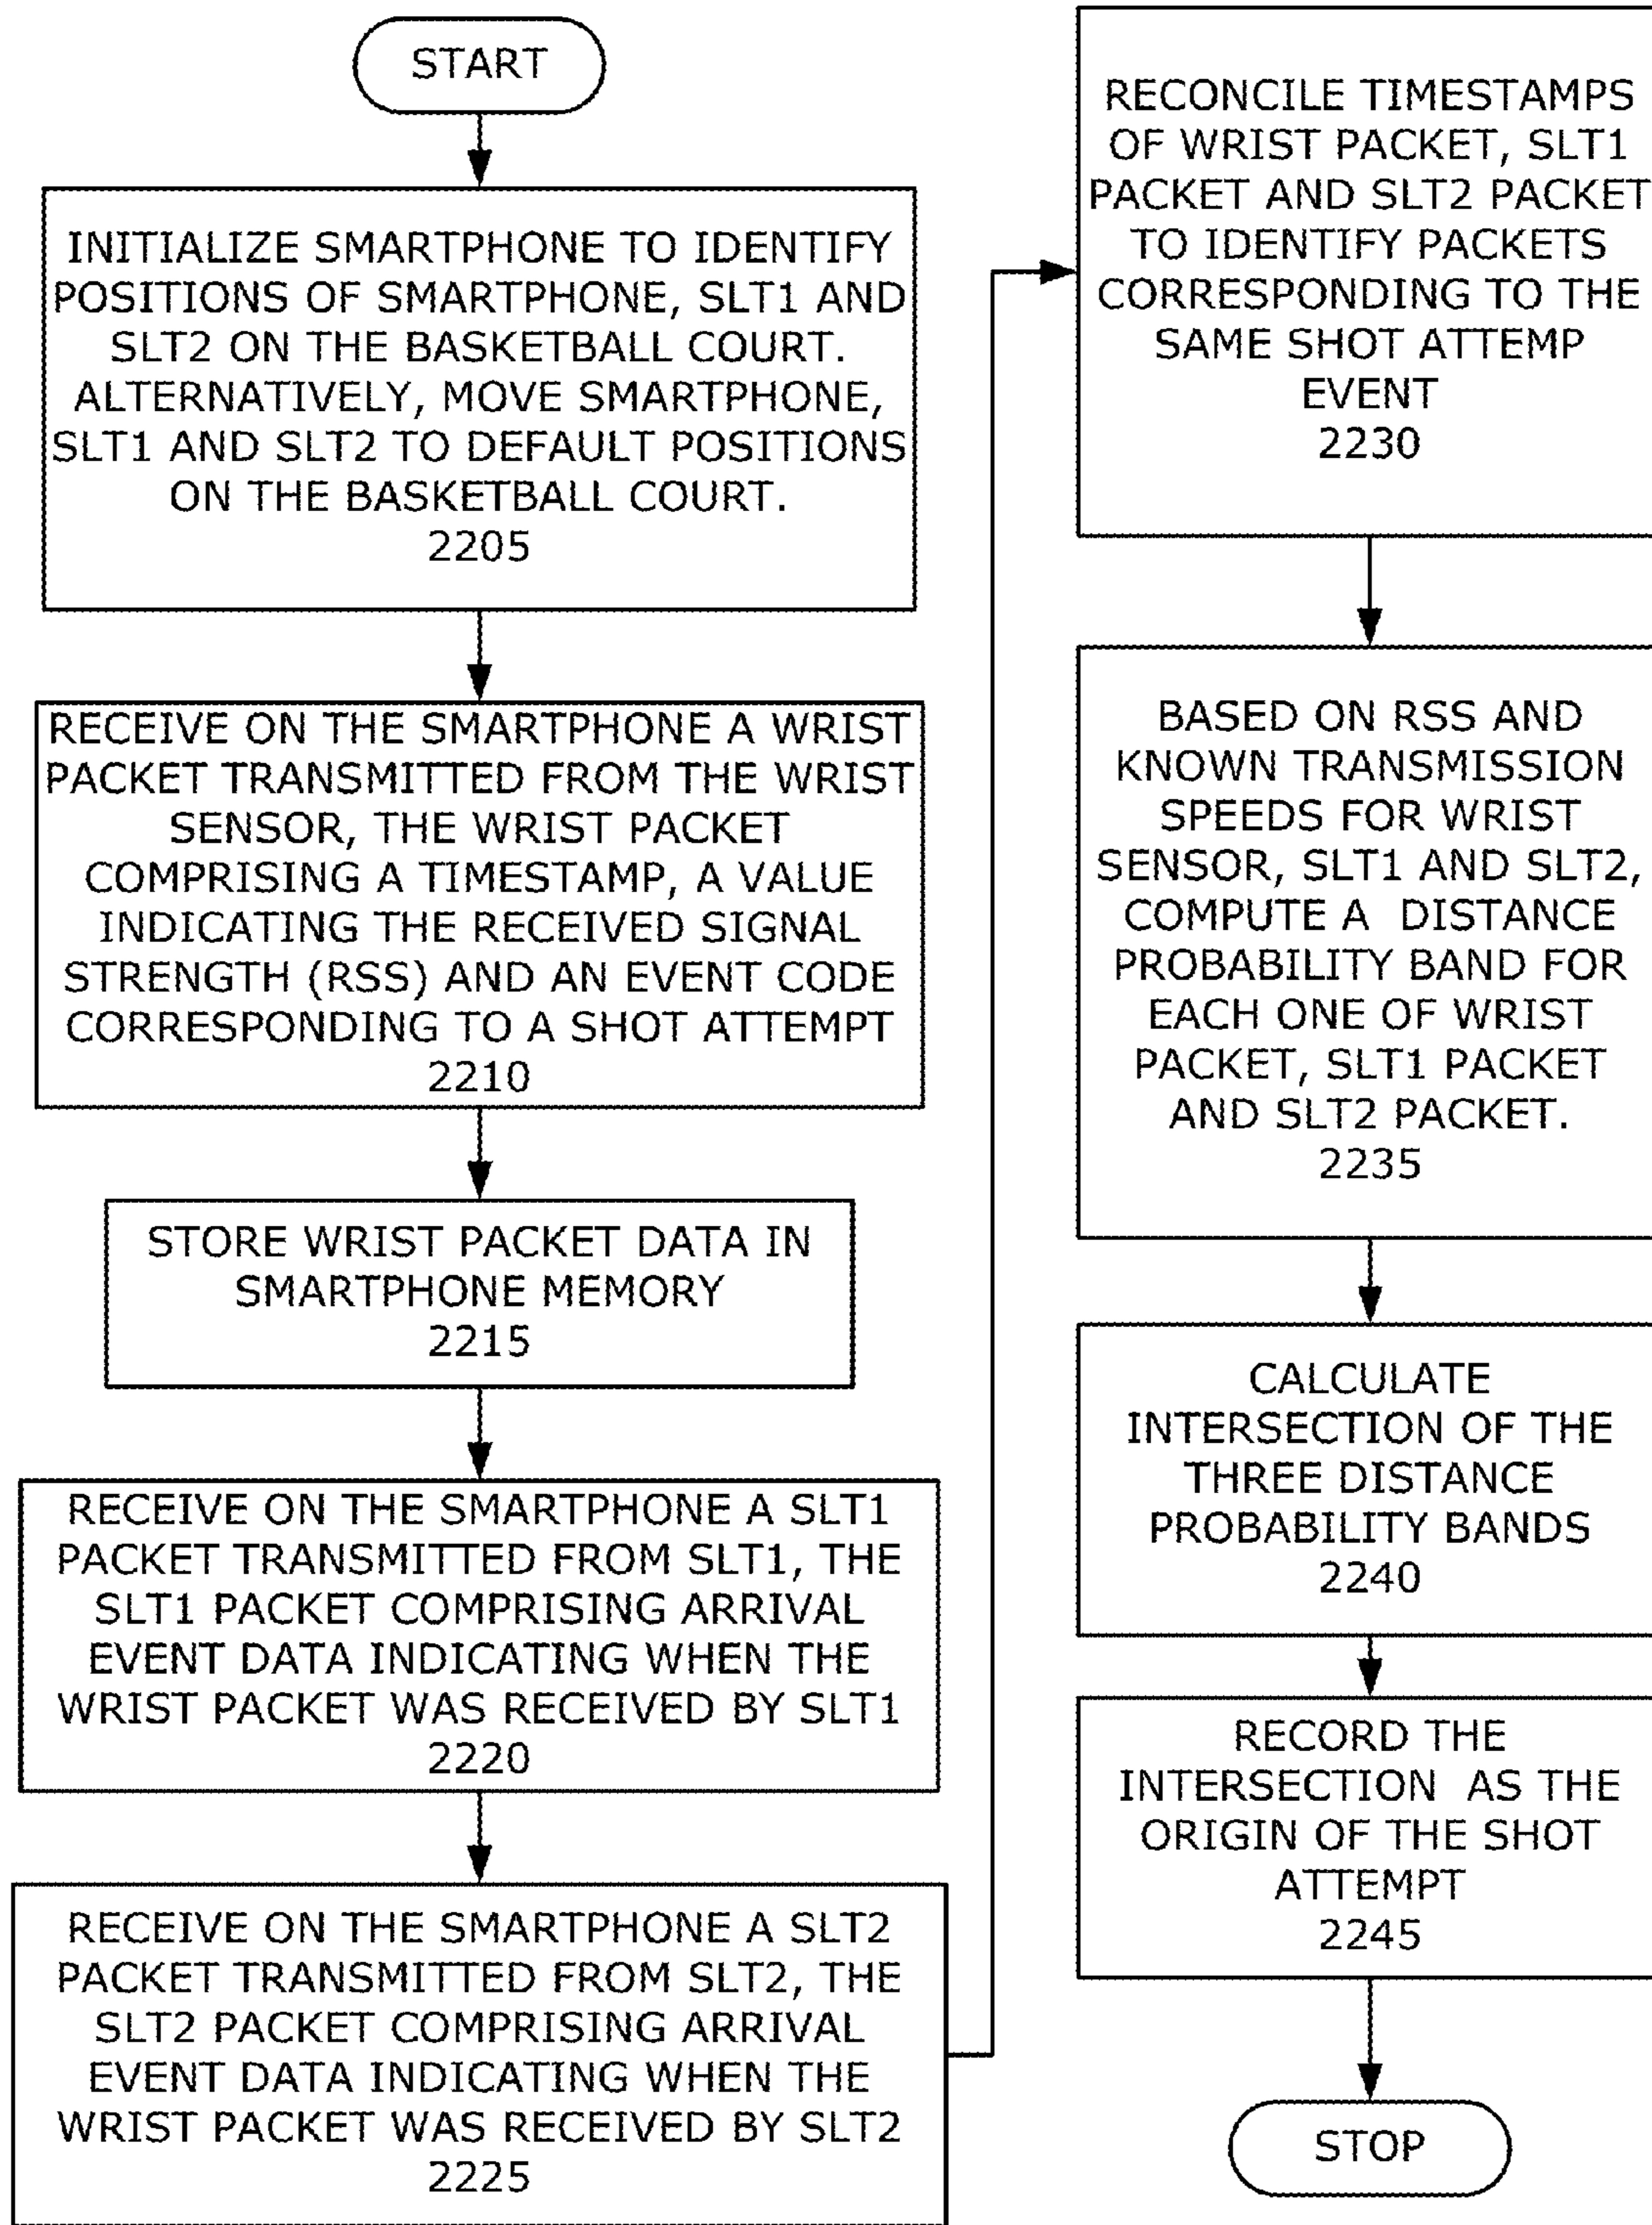 START
INITIALIZE SMARTPHONE TO IDENTIFY
POSITIONS OF SMARTPHONE, SLT1 AND
SLT2 ON THE BASKETBALL COURT.
ALTERNATIVELY, MOVE SMARTPHONE,
SLT1 AND SLT2 TO DEFAULT POSITIONS
ON THE BASKETBALL COURT.
2205
RECEIVE ON THE SMARTPHONE A WRIST
PACKET TRANSMITTED FROM THE WRIST
SENSOR, THE WRIST PACKET
COMPRISING A TIMESTAMP, A VALUE
INDICATING THE RECEIVED SIGNAL
STRENGTH (RSS) AND AN EVENT CODE
CORRESPONDING TO A SHOT ATTEMPT
2210
STORE WRIST PACKET DATA IN
SMARTPHONE MEMORY
2215
RECEIVE ON THE SMARTPHONE A SLT1
PACKET TRANSMITTED FROM SLT1, THE
SLT1 PACKET COMPRISING ARRIVAL
EVENT DATA INDICATING WHEN THE
WRIST PACKET WAS RECEIVED BY SLT1
2220
RECEIVE ON THE SMARTPHONE A SLT2
PACKET TRANSMITTED FROM SLT2, THE
SLT2 PACKET COMPRISING ARRIVAL
EVENT DATA INDICATING WHEN THE
WRIST PACKET WAS RECEIVED BY SLT2
2225
RECONCILE TIMESTAMPS
OF WRIST PACKET, SLT1
PACKET AND SLT2 PACKET
TO IDENTIFY PACKETS
CORRESPONDING TO THE
SAME SHOT ATTEMP
EVENT
2230
BASED ON RSS AND
KNOWN TRANSMISSION
SPEEDS FOR WRIST
SENSOR, SLT1 AND SLT2,
COMPUTE A DISTANCE
PROBABILITY BAND FOR
EACH ONE OF WRIST
PACKET, SLT1 PACKET
AND SLT2 PACKET.
2235
CALCULATE
INTERSECTION OF THE
THREE DISTANCE
PROBABILITY BANDS
2240
RECORD THE
INTERSECTION AS THE
ORIGIN OF THE SHOT
ATTEMPT
2245
STOP